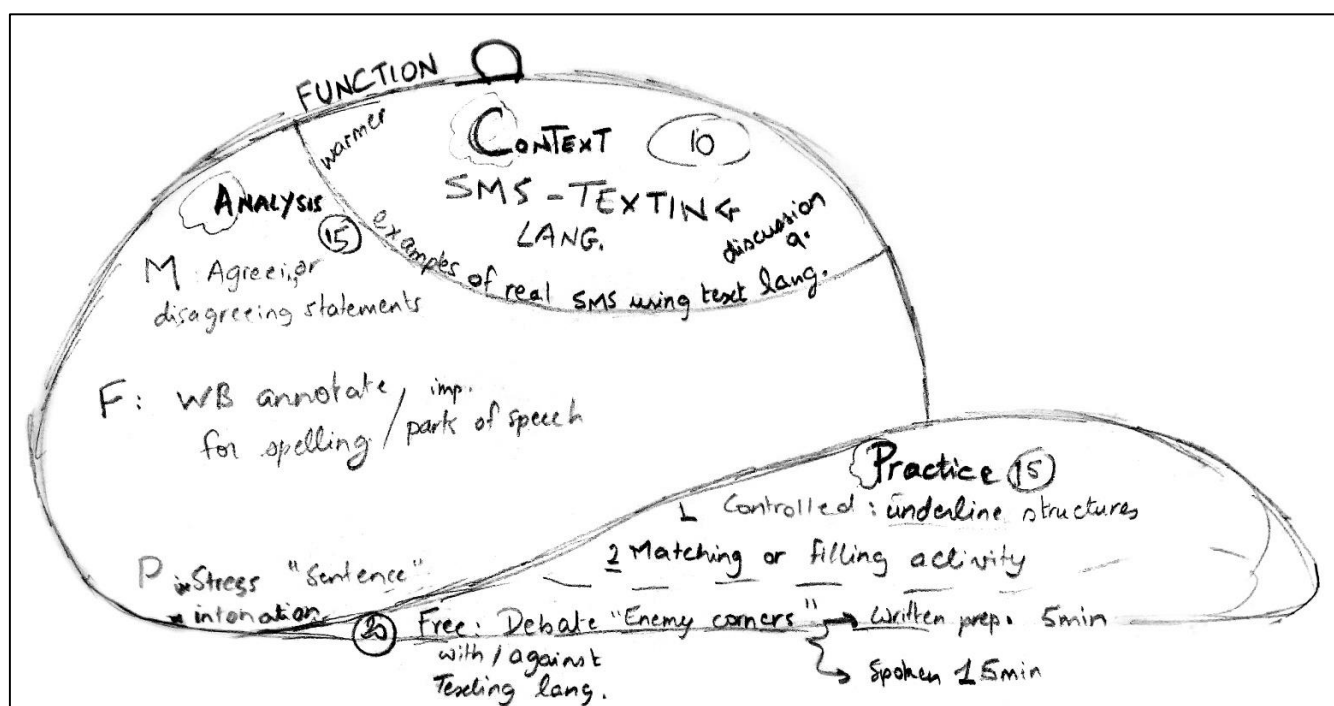 FUNCTION
warmer
CONTEXT 10
SMS - TEXTING
LANG.
discussion
q.
examples of real SMS using text lang.
ANALYSIS 15
M: Agreei or
disagreeing statements
F: WB annotate / imp.
for spelling / park of speech
P * Stress "Sentence"
* intonation
Practice 15
1 Controlled: underline structures
2 Matching or filling activity
20 Free: Debate "Enemy corners" → Written prep. 5min
with/against
Texting lang.
Spoken 15min